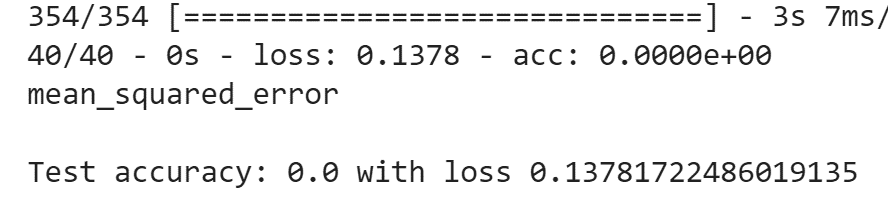 354/354 [==============================] - 3s 7ms/
40/40 - 0s - loss: 0.1378 - acc: 0.0000e+00
mean_squared_error
Test accuracy: 0.0 with loss 0.13781722486019135